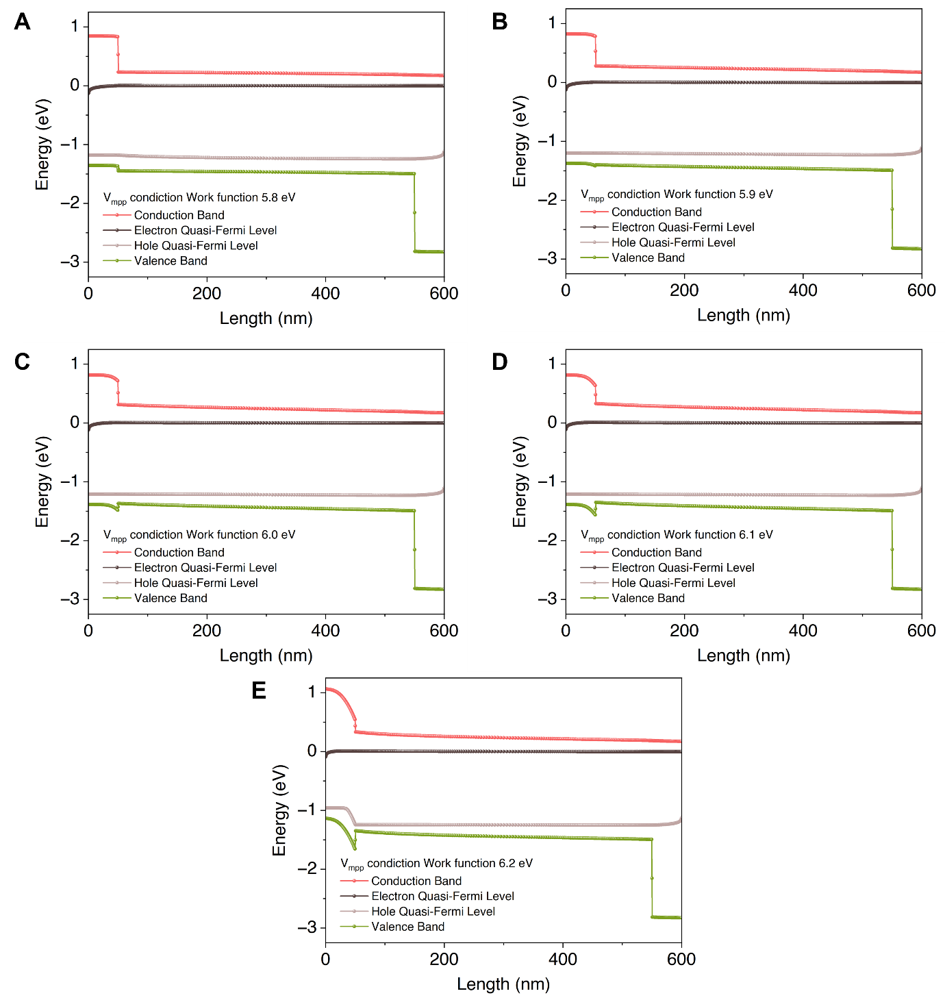 A
1
0
−1
−2
−3
Energy (eV)
Vmpp condiction Work function 5.8 eV
Conduction Band
Electron Quasi-Fermi Level
Hole Quasi-Fermi Level
Valence Band
0
200
400
600
Length (nm)
B
1
0
−1
−2
−3
Energy (eV)
Vmpp condiction Work function 5.9 eV
Conduction Band
Electron Quasi-Fermi Level
Hole Quasi-Fermi Level
Valence Band
0
200
400
600
Length (nm)
C
1
0
−1
−2
−3
Energy (eV)
Vmpp condiction Work function 6.0 eV
Conduction Band
Electron Quasi-Fermi Level
Hole Quasi-Fermi Level
Valence Band
0
200
400
600
Length (nm)
D
1
0
−1
−2
−3
Energy (eV)
Vmpp condiction Work function 6.1 eV
Conduction Band
Electron Quasi-Fermi Level
Hole Quasi-Fermi Level
Valence Band
0
200
400
600
Length (nm)
E
1
0
−1
−2
−3
Energy (eV)
Vmpp condiction Work function 6.2 eV
Conduction Band
Electron Quasi-Fermi Level
Hole Quasi-Fermi Level
Valence Band
0
200
400
600
Length (nm)